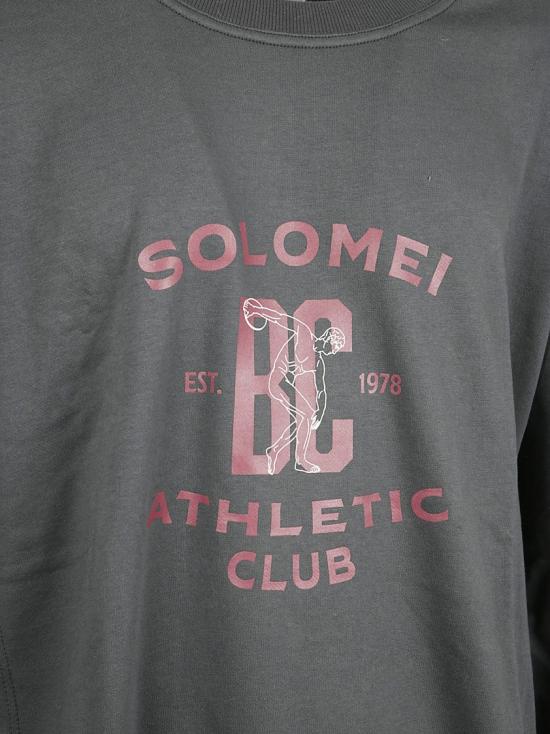 SOLOMEI
BC
EST. 1978
ATHLETIC
CLUB